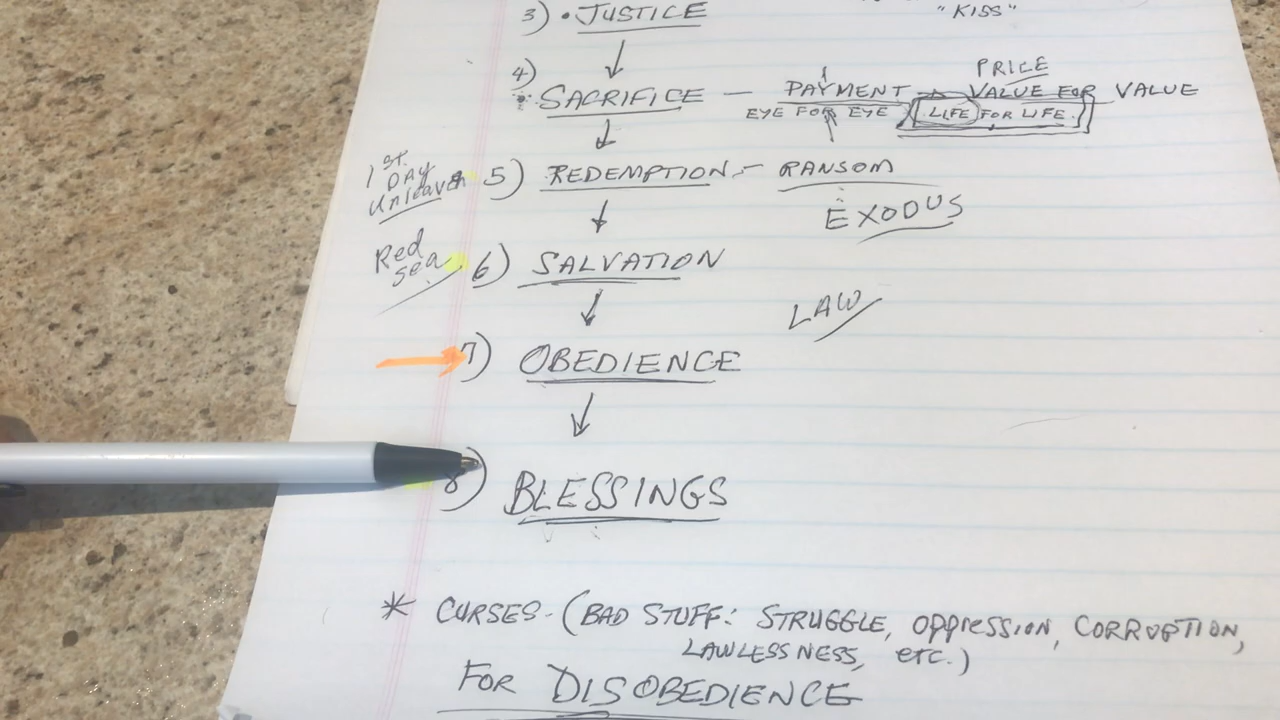 "KISS"
3) • JUSTICE
PRICE
4) SACRIFICE — PAYMENT — VALUE FOR VALUE
EYE FOR EYE LIFE FOR LIFE.
1st. DAY
5) REDEMPTION — RANSOM
EXODUS
Red sea
6) SALVATION
LAW
7) OBEDIENCE
8) BLESSINGS
* CURSES - (BAD STUFF: STRUGGLE, OPPRESSION, CORRUPTION,
LAWLESSNESS, ETC.)
FOR DISOBEDIENCE